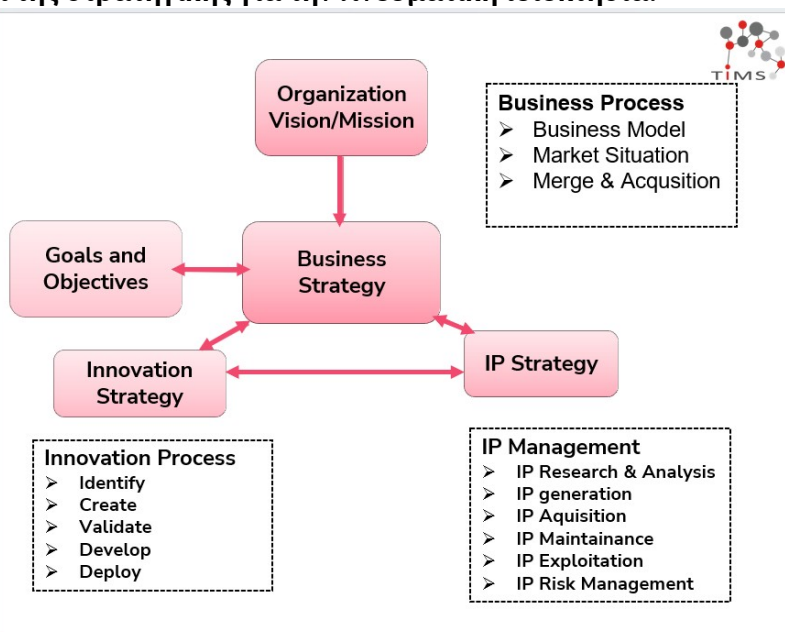 Organization
Vision/Mission
TIMS
Business Process
➢ Business Model
➢ Market Situation
➢ Merge & Acqusition
Goals and
Objectives
Business
Strategy
Innovation
Strategy
IP Strategy
Innovation Process
➢ Identify
➢ Create
➢ Validate
➢ Develop
➢ Deploy
IP Management
➢ IP Research & Analysis
➢ IP generation
➢ IP Aquisition
➢ IP Maintainance
➢ IP Exploitation
➢ IP Risk Management